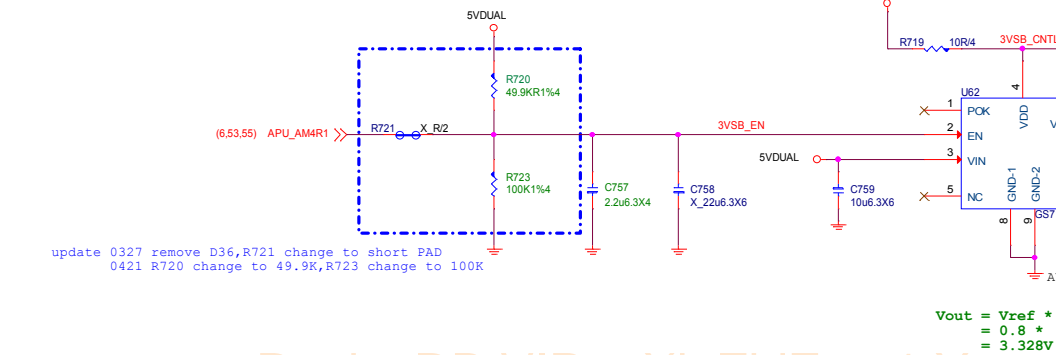 5VDUAL
R720
49.9KR1%4
R719 10R/4 3VSB_CNTL
U62
4
1 POK
VDD
V
(6,53,55) APU_AM4R1 R721 X_R/2
3VSB_EN
2 EN
5VDUAL
3 VIN
R723
100K1%4
C757
2.2u6.3X4
C758
X_22u6.3X6
C759
10u6.3X6
5 NC
GND-1
GND-2
8
9
GS7
update 0327 remove D36,R721 change to short PAD
0421 R720 change to 49.9K,R723 change to 100K
A
Vout = Vref *
= 0.8 *
= 3.328V